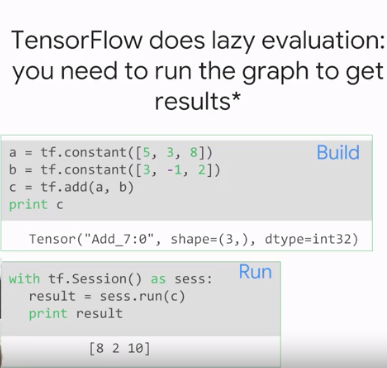 TensorFlow does lazy evaluation:
you need to run the graph to get
results*
Build
a = tf.constant([5, 3, 8])
b = tf.constant([3, -1, 2])
c = tf.add(a, b)
print c
Tensor("Add_7:0", shape=(3,), dtype=int32)
Run
with tf.Session() as sess:
result = sess.run(c)
print result
[8 2 10]